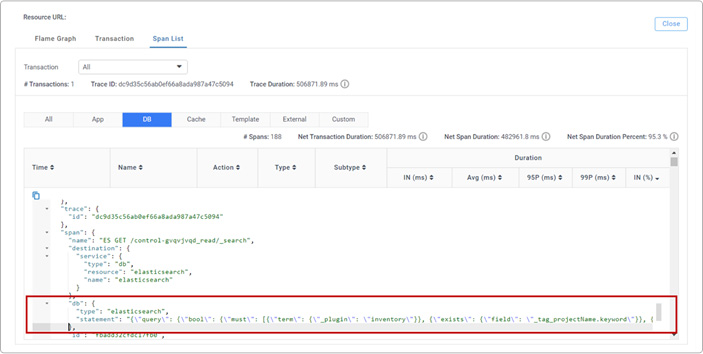 Resource URL:
Close
Flame Graph Transaction Span List
Transaction All
# Transactions: 1 Trace ID: dc9d35c56ab0ef66a8ada987a47c5094 Trace Duration: 506871.89 ms
All App DB Cache Template External Custom
# Spans: 188 Net Transaction Duration: 506871.89 ms Net Span Duration: 482961.8 ms Net Span Duration Percent: 95.3 %
Time Name Action Type Subtype Duration
IN (ms) Avg (ms) 95P (ms) 99P (ms) IN (%)
},
"trace": {
"id": "dc9d35c56ab0ef66a8ada987a47c5094"
},
"span": {
"name": "ES GET /control-gvqvjvqd_read/_search",
"destination": {
"service": {
"type": "db",
"resource": "elasticsearch",
"name": "elasticsearch"
}
},
"db": {
"type": "elasticsearch",
"statement": "{\"query\": {\"bool\": {\"must\": [{\"term\": {\"_plugin\": \"inventory\"}}, {\"exists\": {\"field\": \"_tag_projectName.keyword\"}}, {
},
"id":